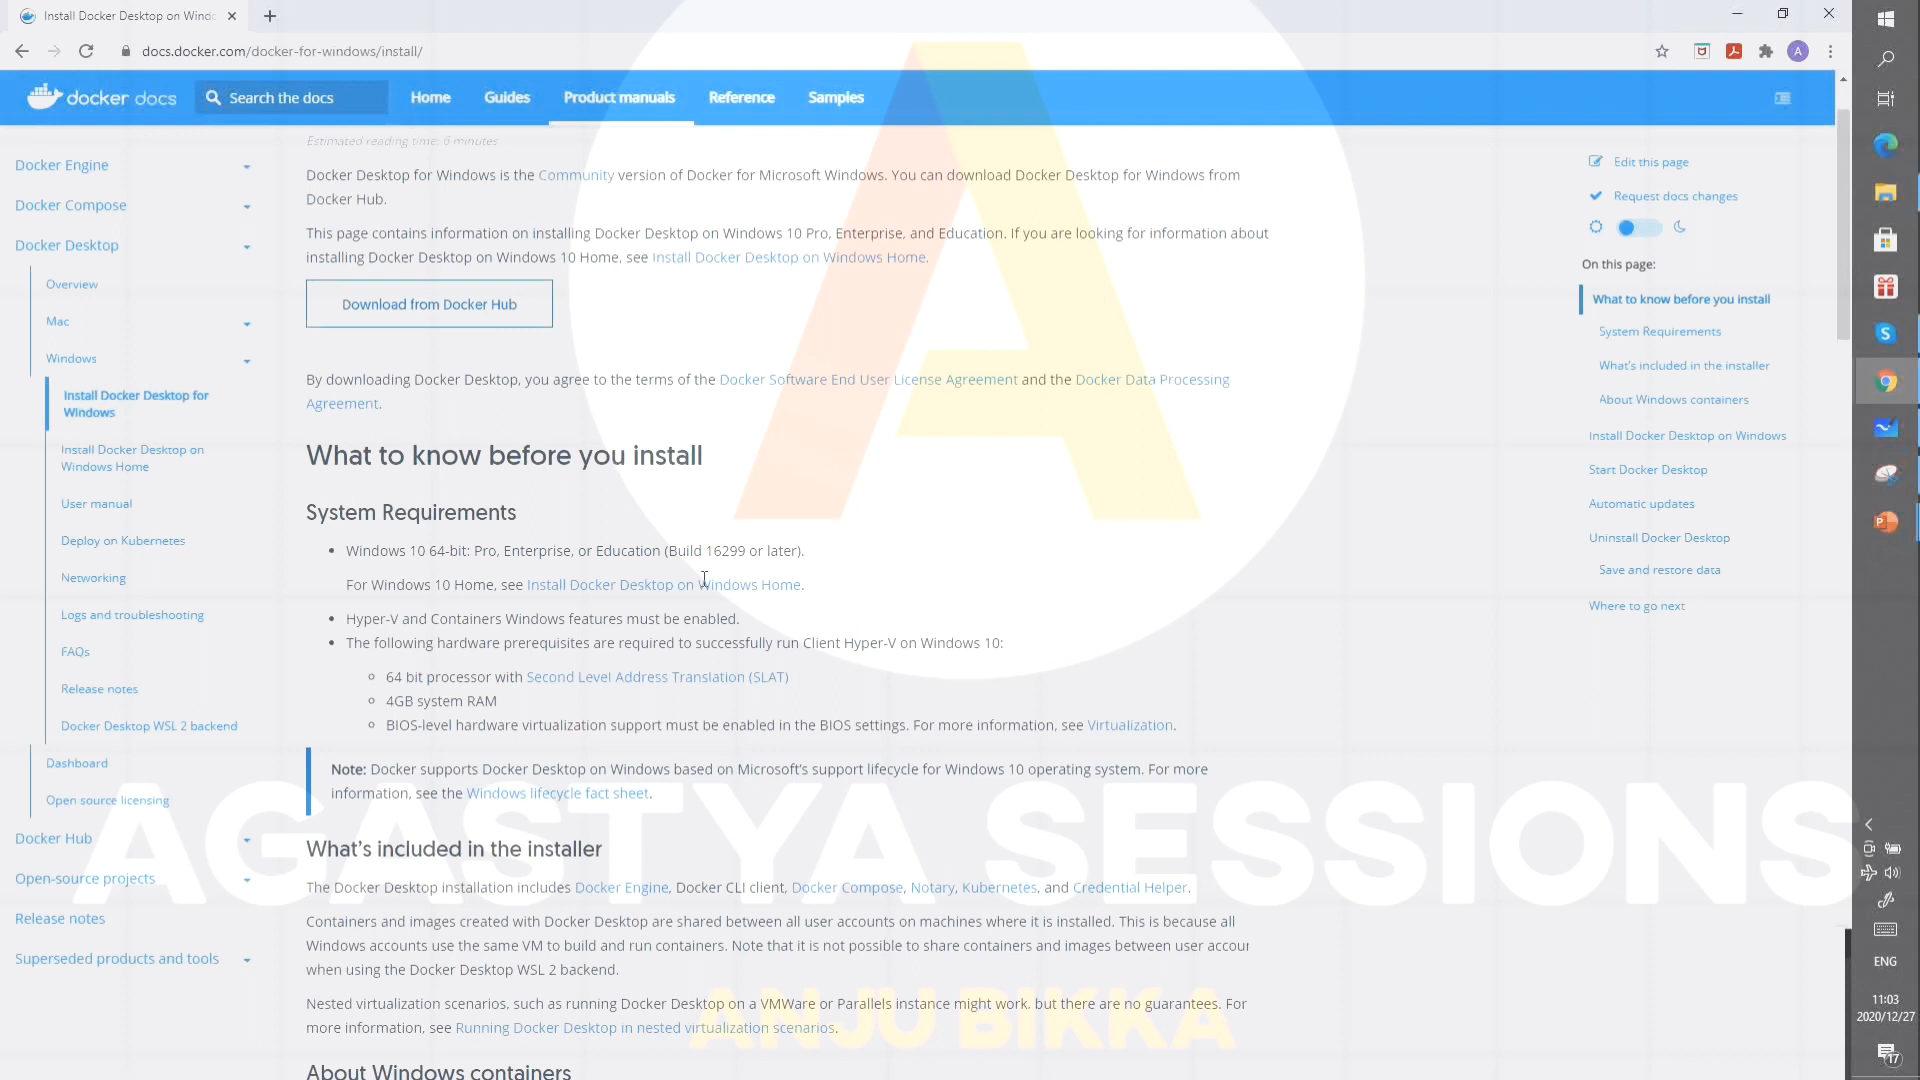 Install Docker Desktop on Wind
docs.docker.com/docker-for-windows/install/
A
docker docs
Search the docs
Home
Guides
Product manuals
Reference
Samples
Docker Engine
Docker Compose
Docker Desktop
Overview
Mac
Windows
Install Docker Desktop for
Windows
Install Docker Desktop on
Windows Home
User manual
Deploy on Kubernetes
Networking
Logs and troubleshooting
FAQs
Release notes
Docker Desktop WSL 2 backend
Dashboard
Open source licensing
Docker Hub
Open-source projects
Release notes
Superseded products and tools
Estimated reading time: 6 minutes
Docker Desktop for Windows is the Community version of Docker for Microsoft Windows. You can download Docker Desktop for Windows from
Docker Hub.
This page contains information on installing Docker Desktop on Windows 10 Pro, Enterprise, and Education. If you are looking for information about
installing Docker Desktop on Windows 10 Home, see Install Docker Desktop on Windows Home.
Download from Docker Hub
By downloading Docker Desktop, you agree to the terms of the Docker Software End User License Agreement and the Docker Data Processing
Agreement.
What to know before you install
System Requirements
• Windows 10 64-bit: Pro, Enterprise, or Education (Build 16299 or later).
For Windows 10 Home, see Install Docker Desktop on Windows Home.
• Hyper-V and Containers Windows features must be enabled.
• The following hardware prerequisites are required to successfully run Client Hyper-V on Windows 10:
◦ 64 bit processor with Second Level Address Translation (SLAT)
◦ 4GB system RAM
◦ BIOS-level hardware virtualization support must be enabled in the BIOS settings. For more information, see Virtualization.
Note: Docker supports Docker Desktop on Windows based on Microsoft's support lifecycle for Windows 10 operating system. For more
information, see the Windows lifecycle fact sheet.
What's included in the installer
The Docker Desktop installation includes Docker Engine, Docker CLI client, Docker Compose, Notary, Kubernetes, and Credential Helper.
Containers and images created with Docker Desktop are shared between all user accounts on machines where it is installed. This is because all
Windows accounts use the same VM to build and run containers. Note that it is not possible to share containers and images between user accour
when using the Docker Desktop WSL 2 backend.
Nested virtualization scenarios, such as running Docker Desktop on a VMWare or Parallels instance might work, but there are no guarantees. For
more information, see Running Docker Desktop in nested virtualization scenarios.
About Windows containers
Edit this page
Request docs changes
On this page:
What to know before you install
System Requirements
What's included in the installer
About Windows containers
Install Docker Desktop on Windows
Start Docker Desktop
Automatic updates
Uninstall Docker Desktop
Save and restore data
Where to go next
A
AGASTYA SESSIONS
ANJU BIKKA
ENG
11:03
2020/12/27
17